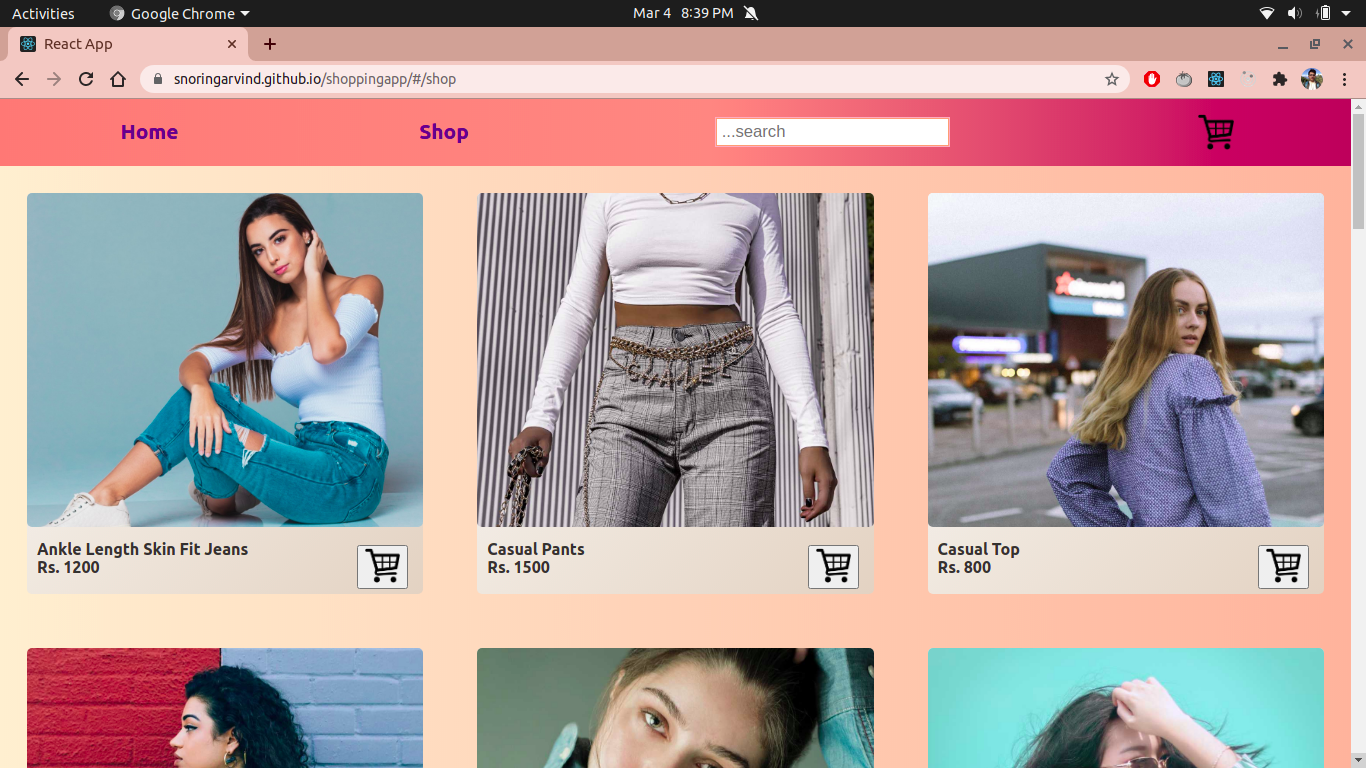 Activities
Google Chrome
Mar 4 8:39 PM
React App
snoringarvind.github.io/shoppingapp/#/shop
Home
Shop
...search
CHANEL
Ankle Length Skin Fit Jeans
Rs. 1200
Casual Pants
Rs. 1500
Casual Top
Rs. 800